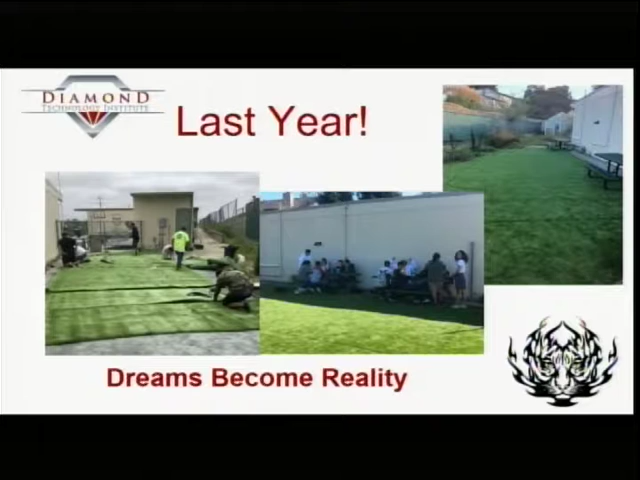 DIAMOND
TECHNOLOGY INSTITUTE
Last Year!
Dreams Become Reality